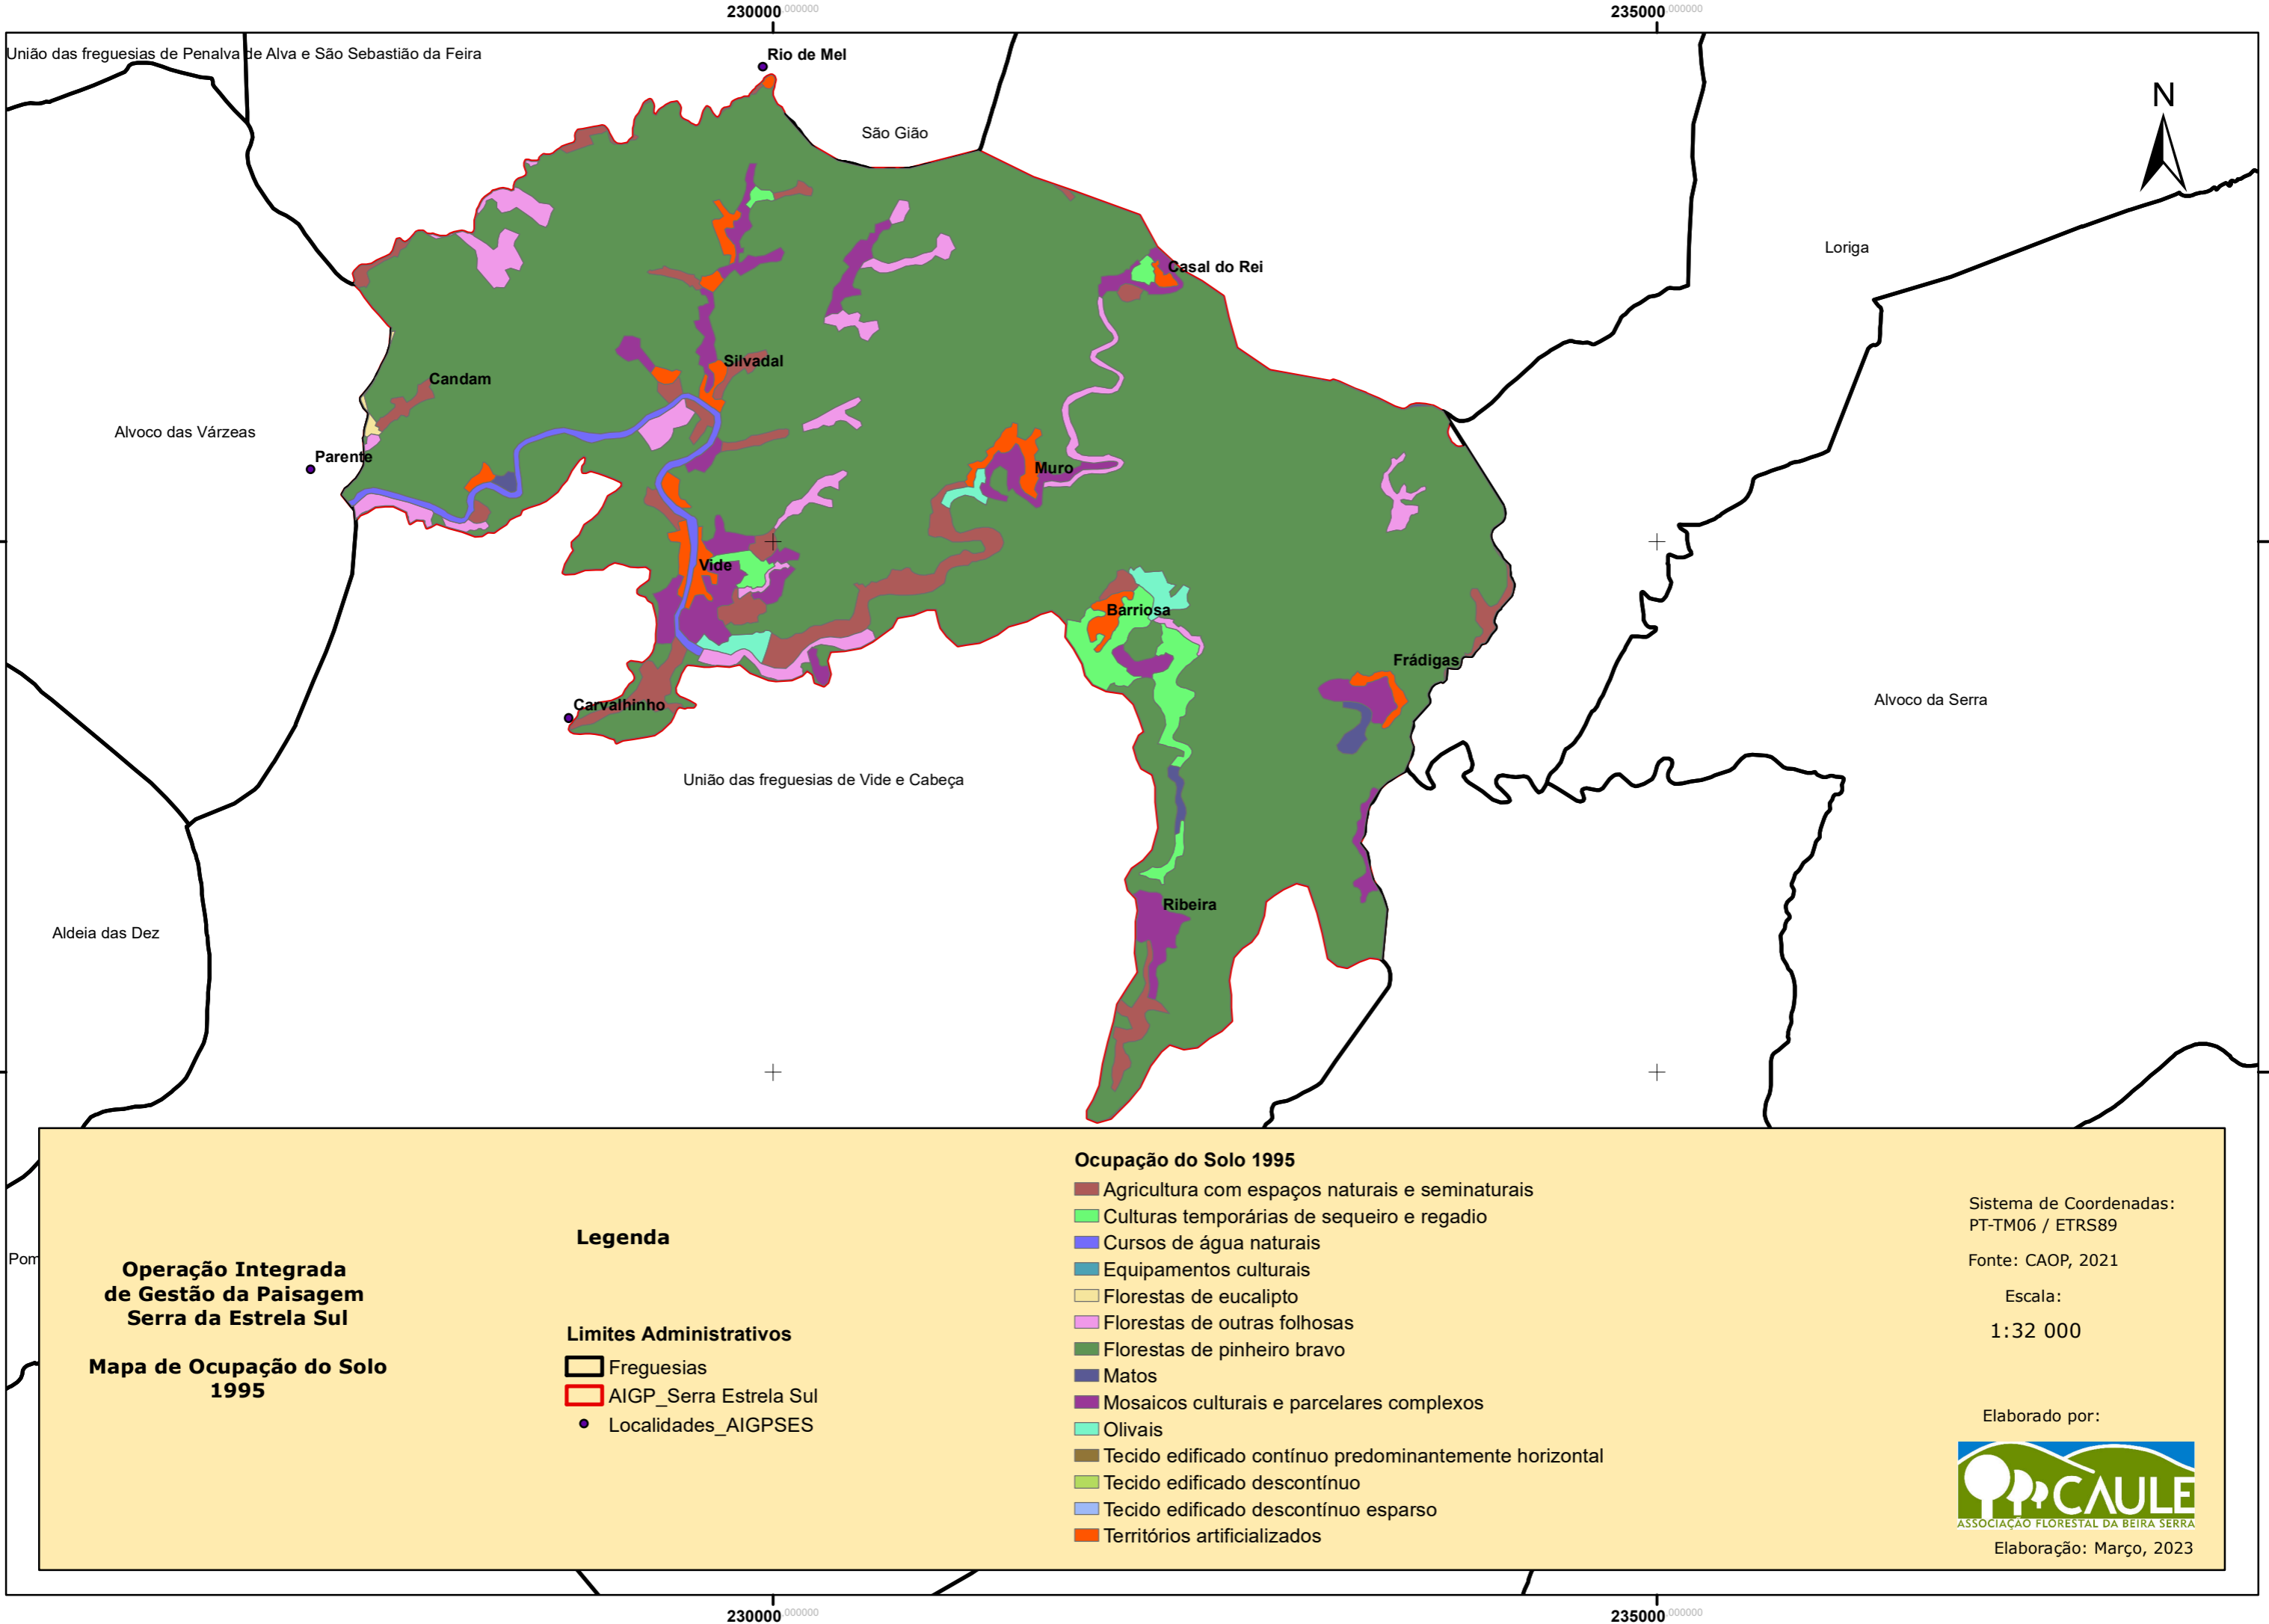 230000.000000
235000.000000
União das freguesias de Penalva de Alva e São Sebastião da Feira
Rio de Mel
N
São Gião
Loriga
Casal do Rei
Silvadal
Candam
Alvoco das Várzeas
Parente
Muro
Vide
Barriosa
Frádigas
Carvalhinho
Alvoco da Serra
União das freguesias de Vide e Cabeça
Ribeira
Aldeia das Dez
Pom
Operação Integrada
de Gestão da Paisagem
Serra da Estrela Sul
Mapa de Ocupação do Solo
1995
Legenda
Limites Administrativos
Freguesias
AIGP_Serra Estrela Sul
Localidades_AIGPSES
Ocupação do Solo 1995
Agricultura com espaços naturais e seminaturais
Culturas temporárias de sequeiro e regadio
Cursos de água naturais
Equipamentos culturais
Florestas de eucalipto
Florestas de outras folhosas
Florestas de pinheiro bravo
Matos
Mosaicos culturais e parcelares complexos
Olivais
Tecido edificado contínuo predominantemente horizontal
Tecido edificado descontínuo
Tecido edificado descontínuo esparso
Territórios artificializados
Sistema de Coordenadas:
PT-TM06 / ETRS89
Fonte: CAOP, 2021
Escala:
1:32 000
Elaborado por:
CAULE
ASSOCIAÇÃO FLORESTAL DA BEIRA SERRA
Elaboração: Março, 2023
230000.000000
235000.000000